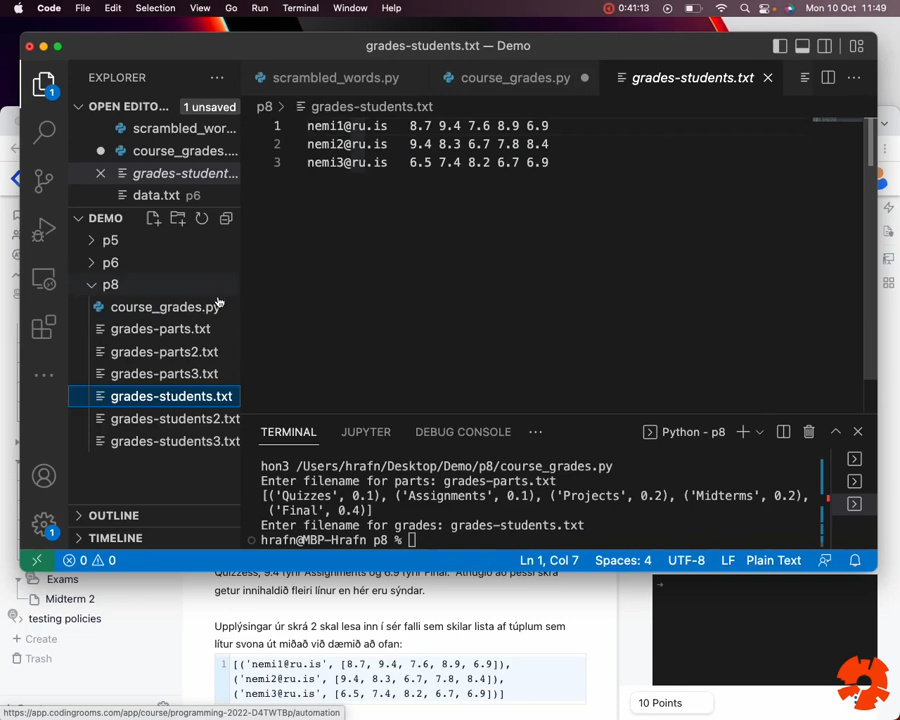 Code File Edit Selection View Go Run Terminal Window Help 00:41:13 Mon 10 Oct 11:49
grades-students.txt — Demo
EXPLORER
scrambled_words.py course_grades.py grades-students.txt
OPEN EDITO... 1 unsaved
p8 > grades-students.txt
scrambled_wor...
course_grades....
grades-student...
data.txt p6
1 nemi1@ru.is 8.7 9.4 7.6 8.9 6.9
2 nemi2@ru.is 9.4 8.3 6.7 7.8 8.4
3 nemi3@ru.is 6.5 7.4 8.2 6.7 6.9
DEMO
p5
p6
p8
course_grades.py
grades-parts.txt
grades-parts2.txt
grades-parts3.txt
grades-students.txt
grades-students2.txt
grades-students3.txt
OUTLINE
TIMELINE
1
1
TERMINAL JUPYTER DEBUG CONSOLE ... Python - p8
hon3 /Users/hrafn/Desktop/Demo/p8/course_grades.py
Enter filename for parts: grades-parts.txt
[('Quizzes', 0.1), ('Assignments', 0.1), ('Projects', 0.2), ('Midterms', 0.2),
('Final', 0.4)]
Enter filename for grades: grades-students.txt
hrafn@MBP-Hrafn p8 %
0 0 Ln 1, Col 7 Spaces: 4 UTF-8 LF Plain Text
Exams
Midterm 2
testing policies
Create
Trash
getur innihaldið fleiri línur en hér eru sýndar.
Upplýsingar úr skrá 2 skal lesa inn í sér falli sem skilar lista af túplum sem
lítur svona út miðað við dæmið að ofan:
1 [('nemi1@ru.is', [8.7, 9.4, 7.6, 8.9, 6.9]),
('nemi2@ru.is', [9.4, 8.3, 6.7, 7.8, 8.4]),
('nemi3@ru.is', [6.5, 7.4, 8.2, 6.7, 6.9])]
10 Points
https://app.codingrooms.com/app/course/programming-2022-D4TWTBp/automation